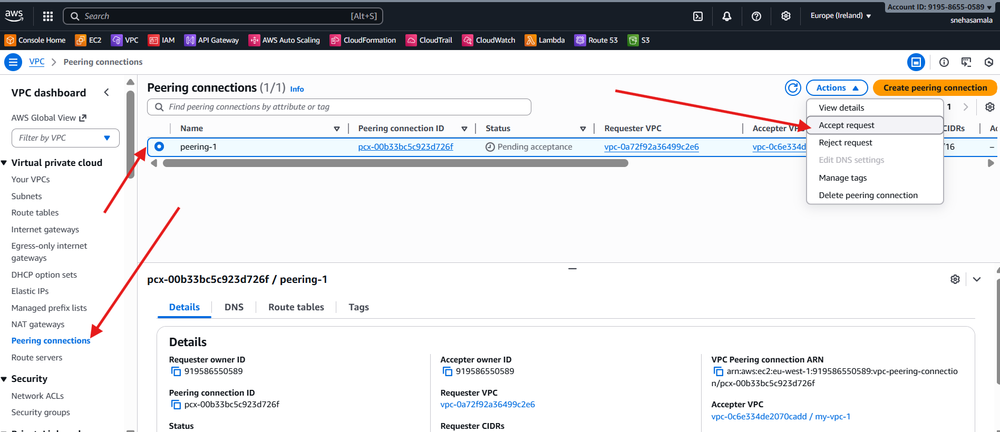 aws
Search [Alt+S]
Europe (Ireland)
Account ID: 9195-8655-0589
snehasamala
Console Home EC2 VPC IAM API Gateway AWS Auto Scaling CloudFormation CloudTrail CloudWatch Lambda Route 53 S3
VPC > Peering connections
VPC dashboard
AWS Global View
Filter by VPC
Virtual private cloud
Your VPCs
Subnets
Route tables
Internet gateways
Egress-only internet
gateways
DHCP option sets
Elastic IPs
Managed prefix lists
NAT gateways
Peering connections
Route servers
Security
Network ACLs
Security groups
Peering connections (1/1) Info
Actions
Create peering connection
Find peering connections by attribute or tag
1
View details
Accept request
Reject request
Edit DNS settings
Manage tags
Delete peering connection
Name Peering connection ID Status Requester VPC Accepter VPC CIDRs
peering-1 pcx-00b33bc5c923d726f Pending acceptance vpc-0a72f92a36499c2e6 vpc-0c6e334d /16 –
pcx-00b33bc5c923d726f / peering-1
Details DNS Route tables Tags
Details
Requester owner ID
919586550589
Peering connection ID
pcx-00b33bc5c923d726f
Status
Accepter owner ID
919586550589
Requester VPC
vpc-0a72f92a36499c2e6
Requester CIDRs
VPC Peering connection ARN
arn:aws:ec2:eu-west-1:919586550589:vpc-peering-connectio
n/pcx-00b33bc5c923d726f
Accepter VPC
vpc-0c6e334de2070cadd / my-vpc-1